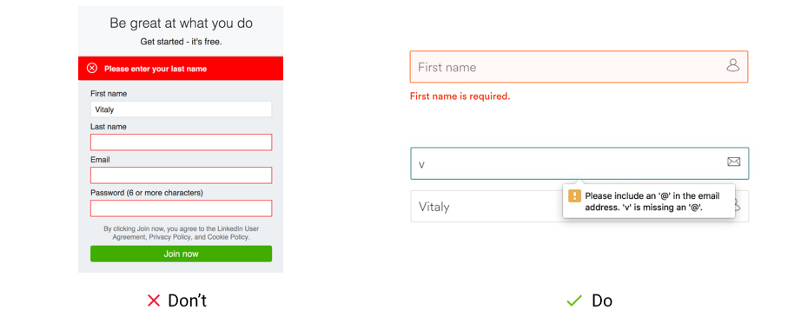 Be great at what you do
Get started - it's free.
Please enter your last name
First name
Vitaly
Last name
Email
Password (6 or more characters)
By clicking Join now, you agree to the LinkedIn User
Agreement, Privacy Policy, and Cookie Policy.
Join now
Don't
First name
First name is required.
v
Please include an '@' in the email
address. 'v' is missing an '@'.
Vitaly
Do